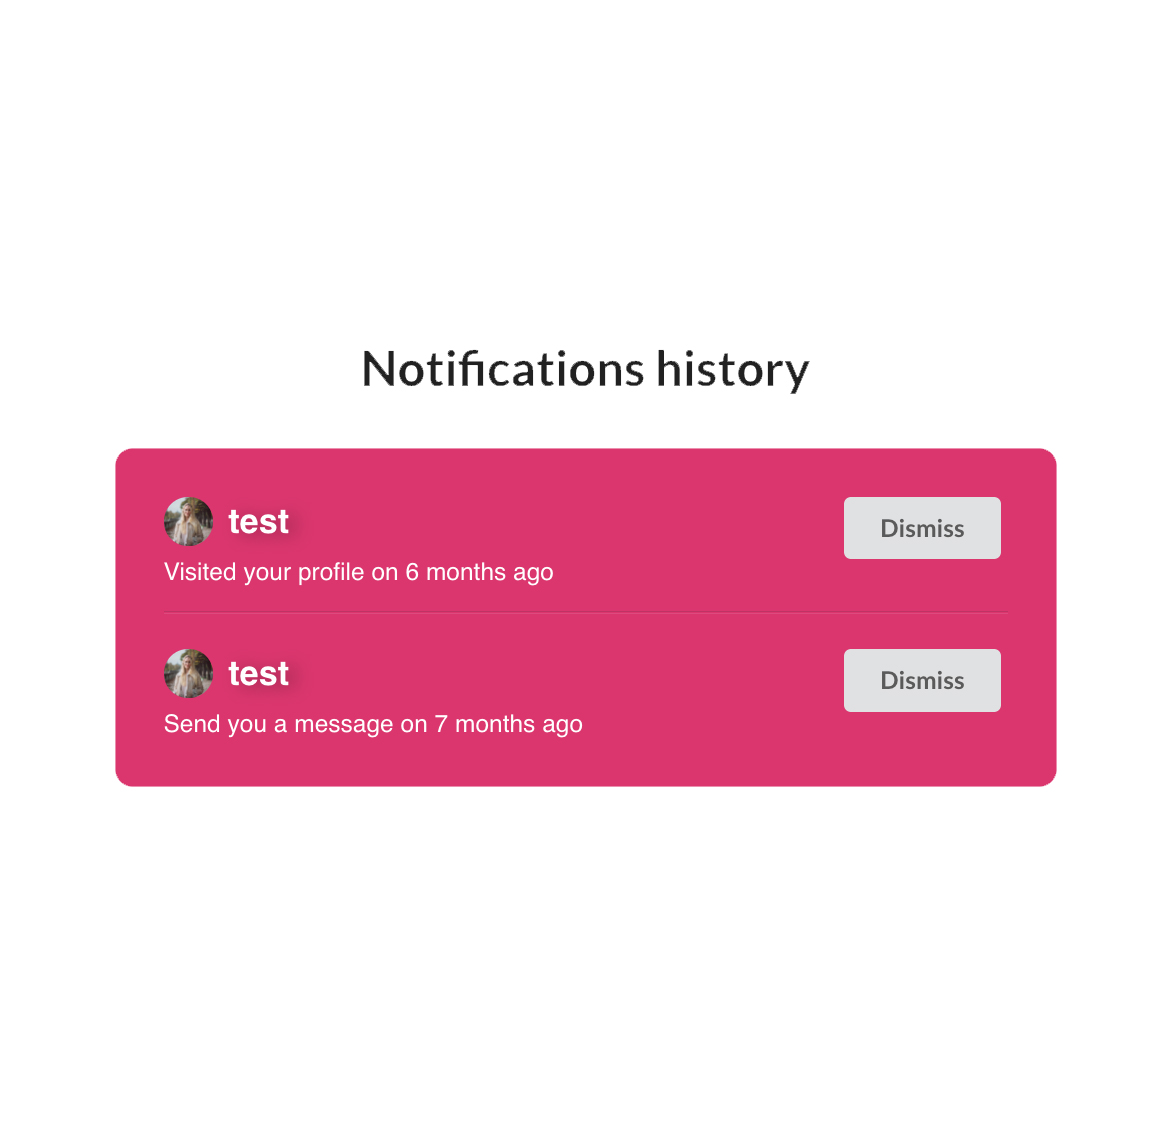 Notifications history
test
Dismiss
Visited your profile on 6 months ago
test
Dismiss
Send you a message on 7 months ago